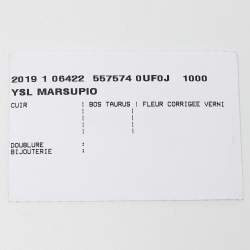 2019 1 06422 557574 0UF0J 1000
YSL MARSUPIO
CUIR | BOS TAURUS | FLEUR CORRIGEE VERNI
DOUBLURE :
BIJOUTERIE :